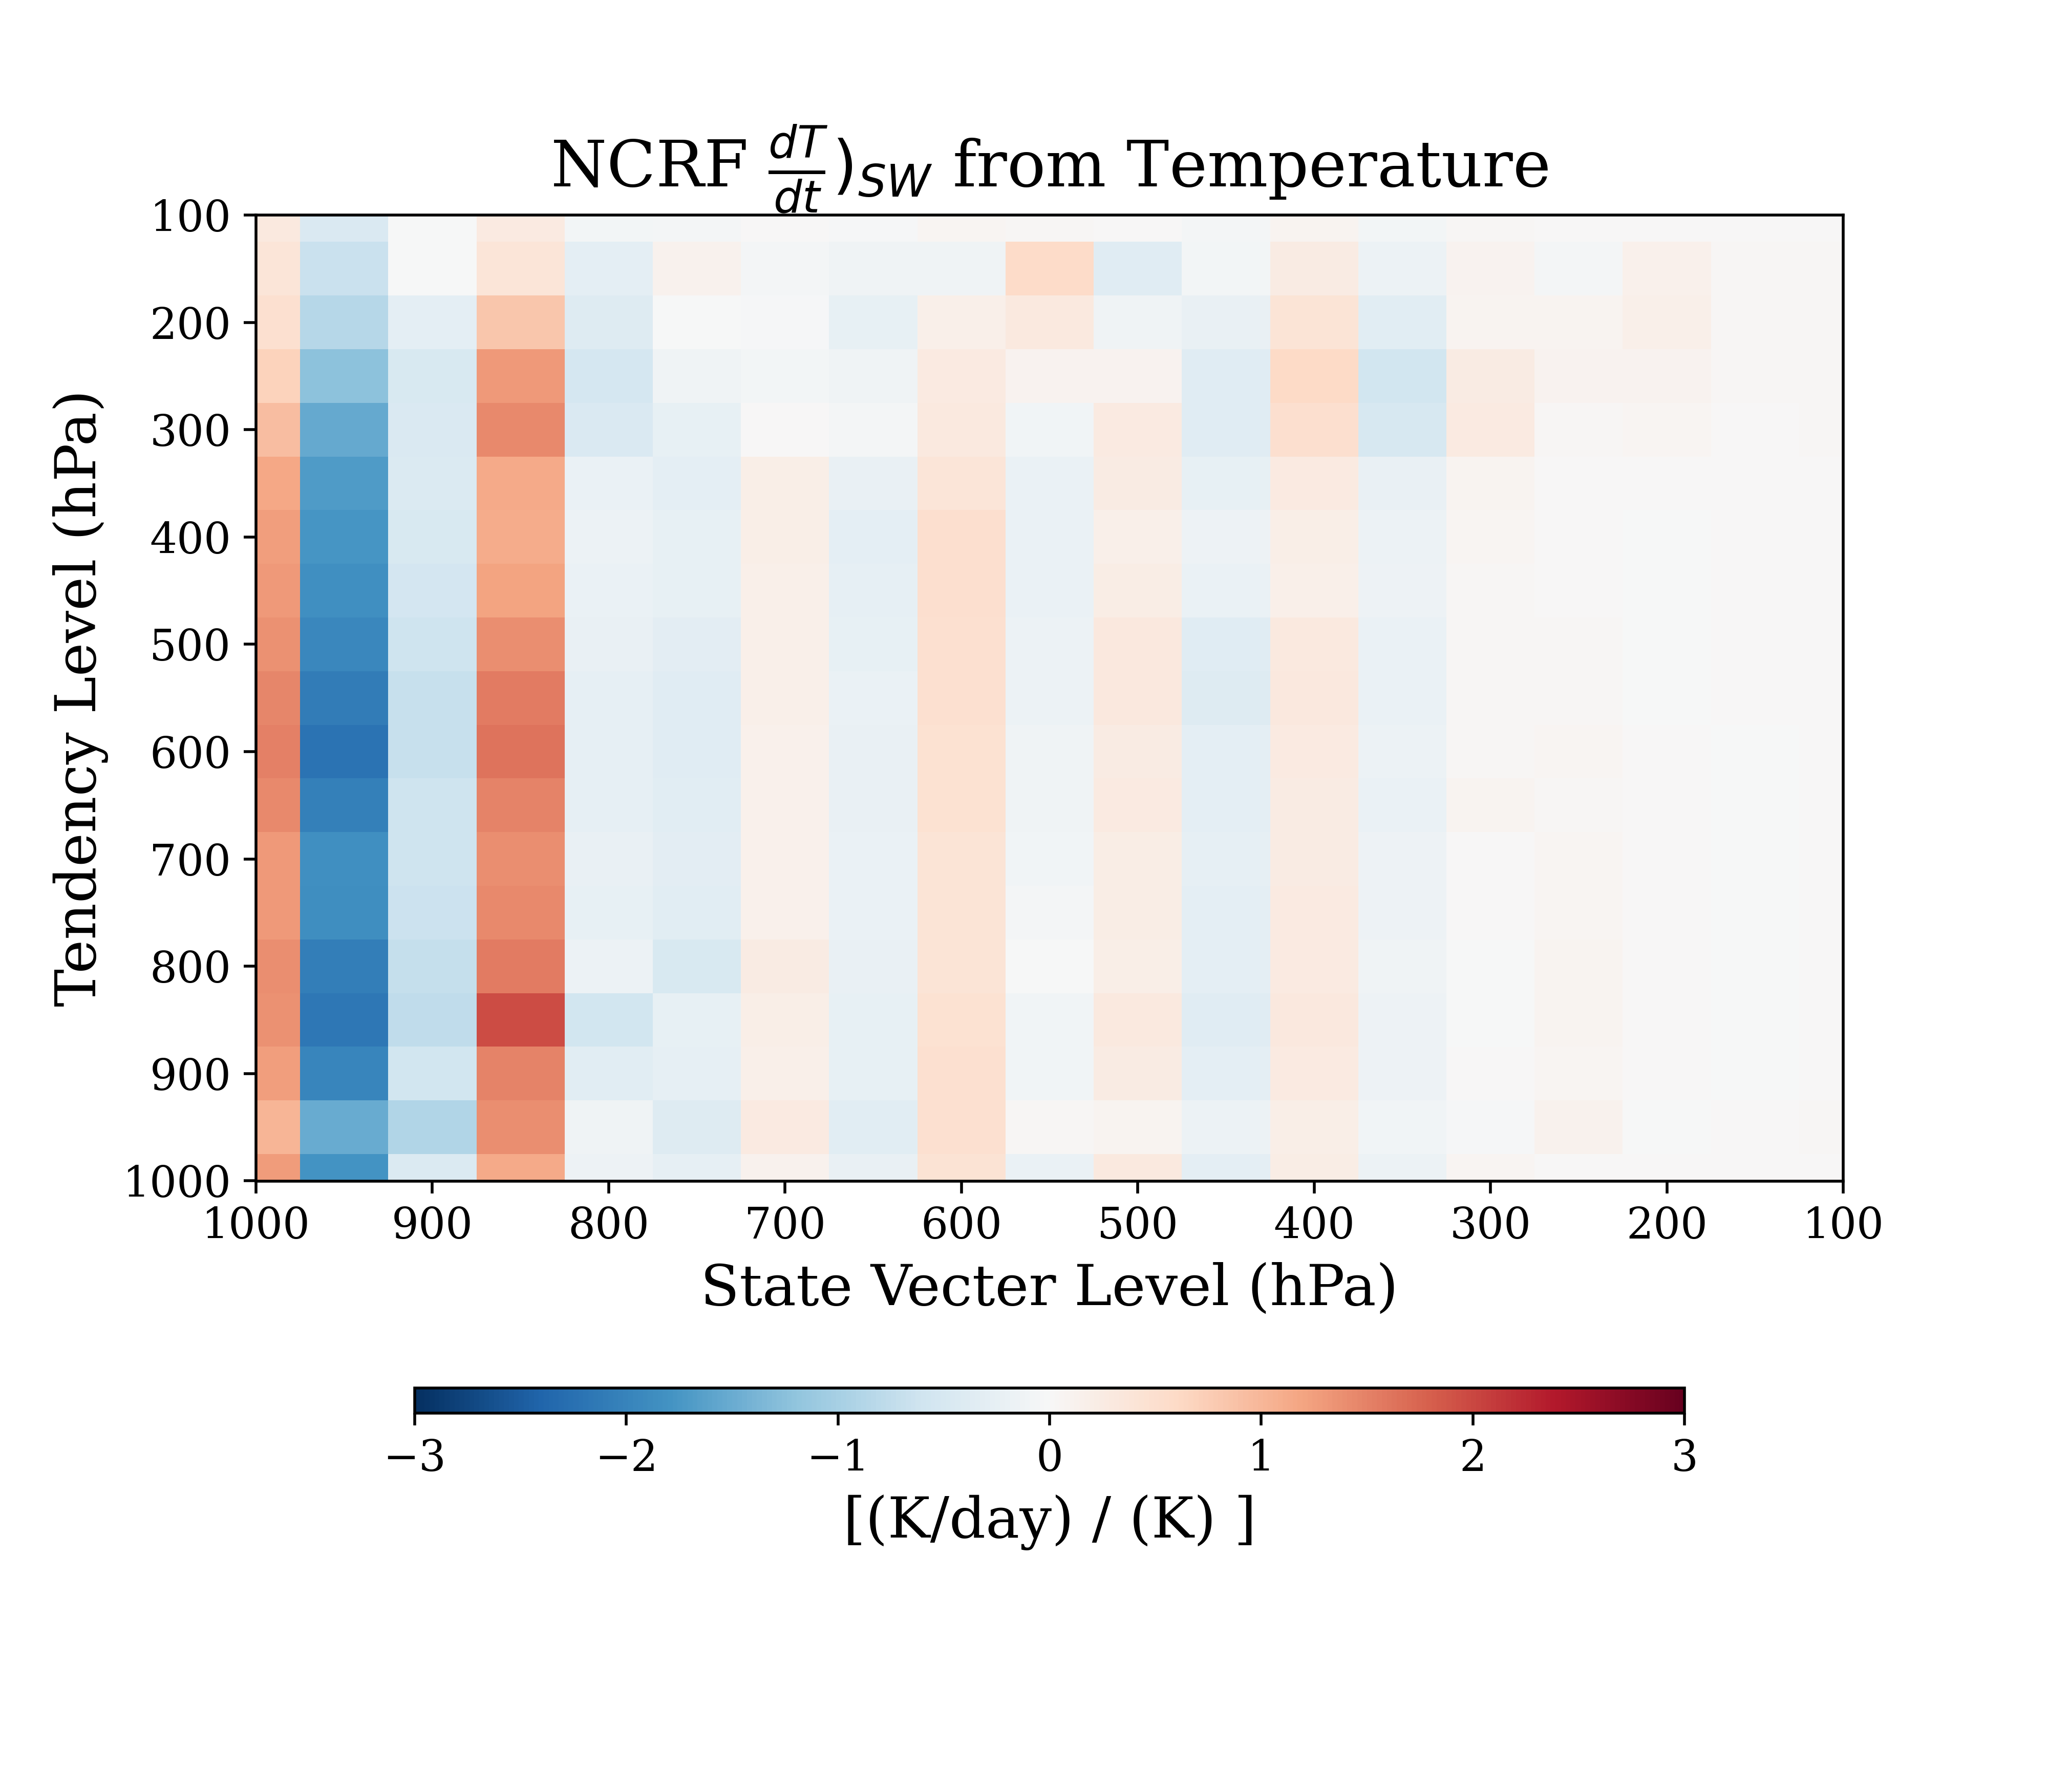 NCRF dT/dt )SW from Temperature
100
200
300
400
500
600
700
800
900
1000
Tendency Level (hPa)
1000 900 800 700 600 500 400 300 200 100
State Vecter Level (hPa)
−3 −2 −1 0 1 2 3
[(K/day) / (K) ]